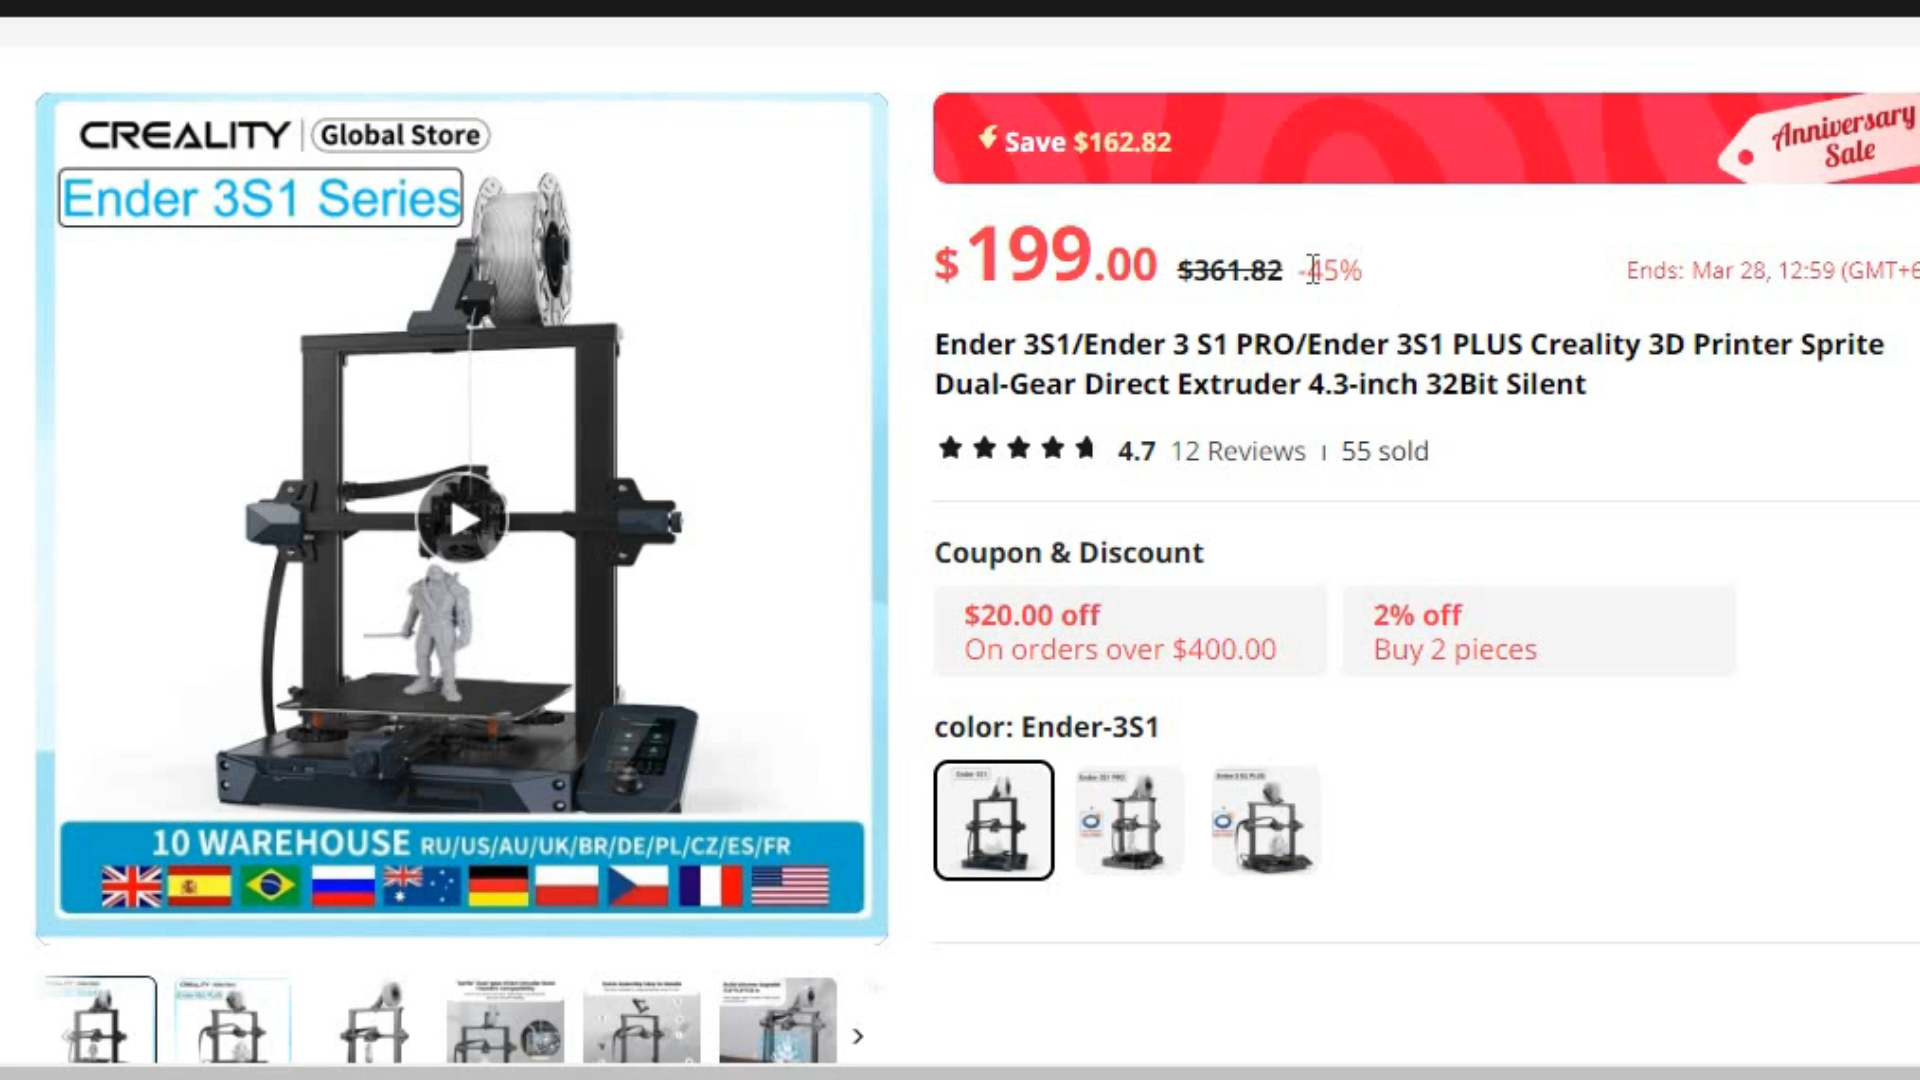 CREALITY Global Store
Ender 3S1 Series
10 WAREHOUSE RU/US/AU/UK/BR/DE/PL/CZ/ES/FR
Save $162.82
Anniversary
Sale
$199.00 $361.82 -45%
Ends: Mar 28, 12:59 (GMT+6
Ender 3S1/Ender 3 S1 PRO/Ender 3S1 PLUS Creality 3D Printer Sprite
Dual-Gear Direct Extruder 4.3-inch 32Bit Silent
4.7 12 Reviews 55 sold
Coupon & Discount
$20.00 off
On orders over $400.00
2% off
Buy 2 pieces
color: Ender-3S1